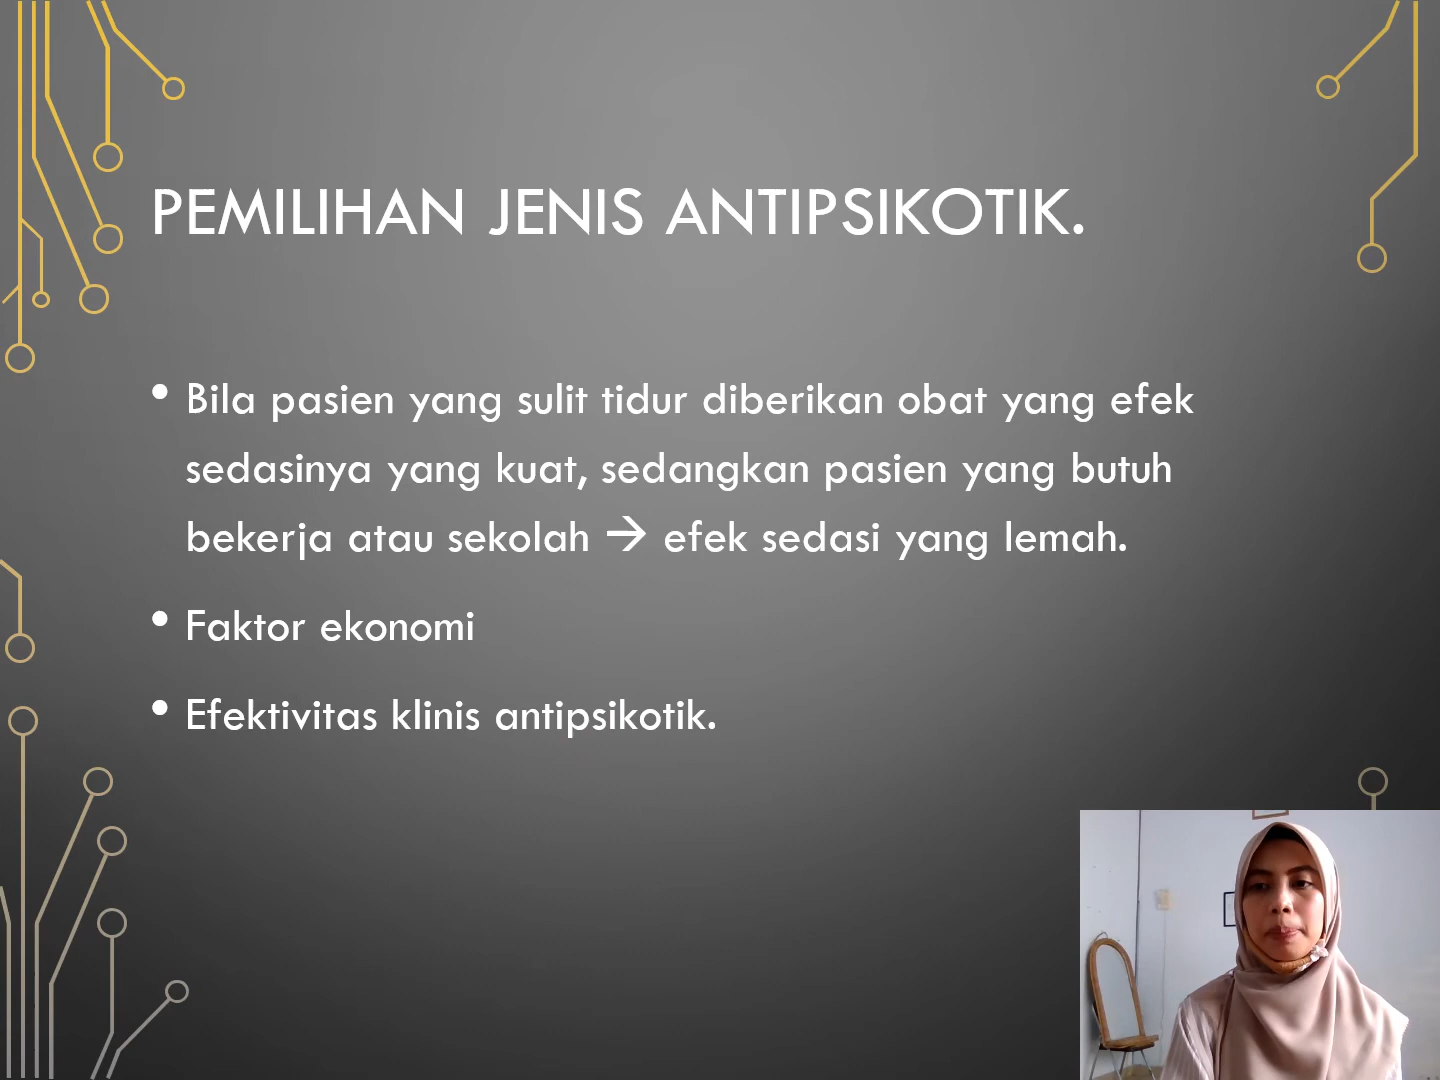 PEMILIHAN JENIS ANTIPSIKOTIK.
• Bila pasien yang sulit tidur diberikan obat yang efek
sedasinya yang kuat, sedangkan pasien yang butuh
bekerja atau sekolah → efek sedasi yang lemah.
• Faktor ekonomi
• Efektivitas klinis antipsikotik.